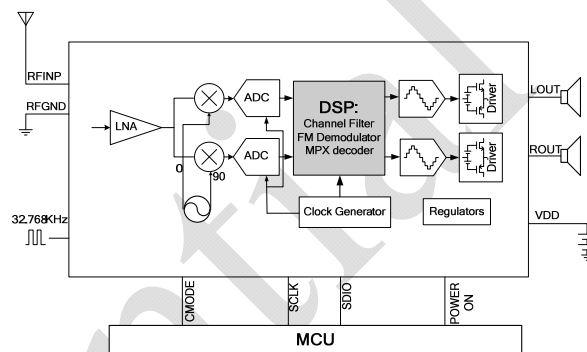 RFINP
RFGND
LNA
ADC
ADC
0
90
DSP:
Channel Filter
FM Demodulator
MPX decoder
Driver
Driver
LOUT
ROUT
VDD
Clock Generator
Regulators
32.768KHz
CMODE
SCLK
SDIO
POWER
ON
MCU